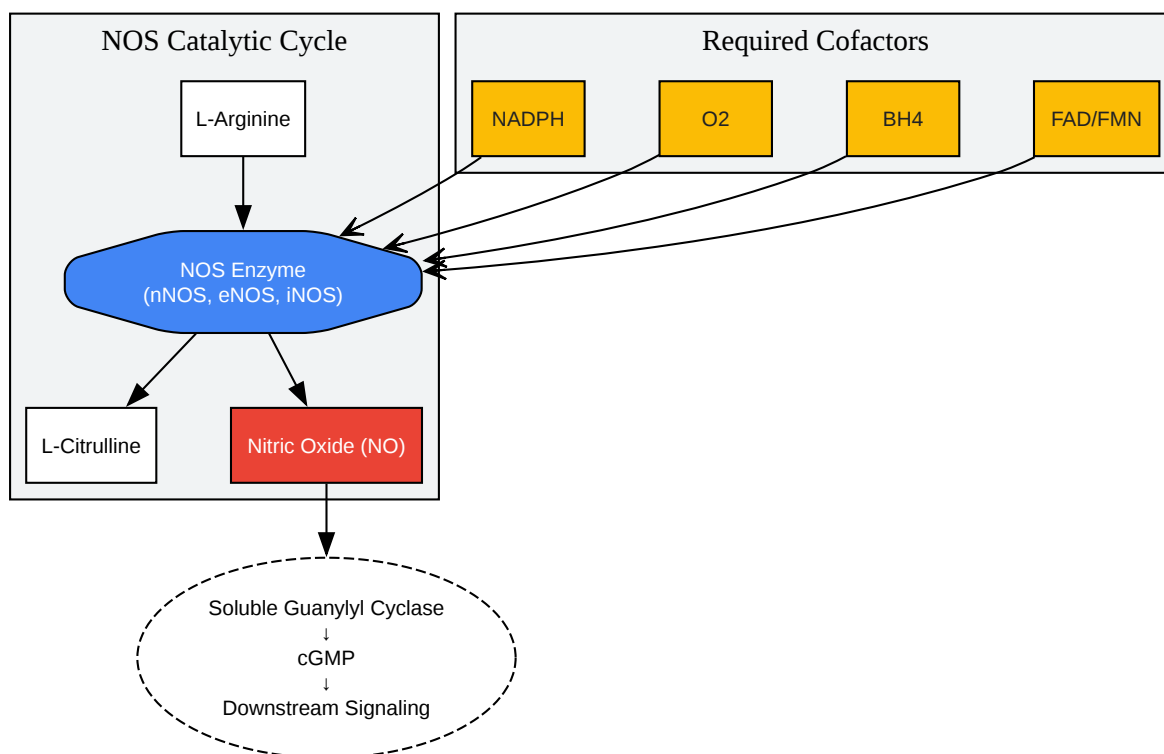 NOS Catalytic Cycle
Required Cofactors
L-Arginine
NADPH
O2
BH4
FAD/FMN
NOS Enzyme
(nNOS, eNOS, iNOS)
L-Citrulline
Nitric Oxide (NO)
Soluble Guanylyl Cyclase
↓
cGMP
↓
Downstream Signaling